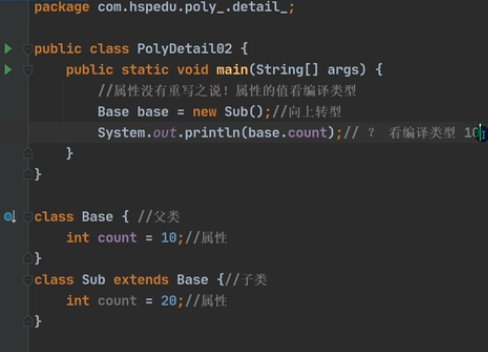 package com.hspedu.poly_.detail_;
public class PolyDetail02 {
public static void main(String[] args) {
//属性没有重写之说！属性的值看编译类型
Base base = new Sub();//向上转型
System.out.println(base.count);// ？ 看编译类型 10
}
}
class Base { //父类
int count = 10;//属性
}
class Sub extends Base {//子类
int count = 20;//属性
}